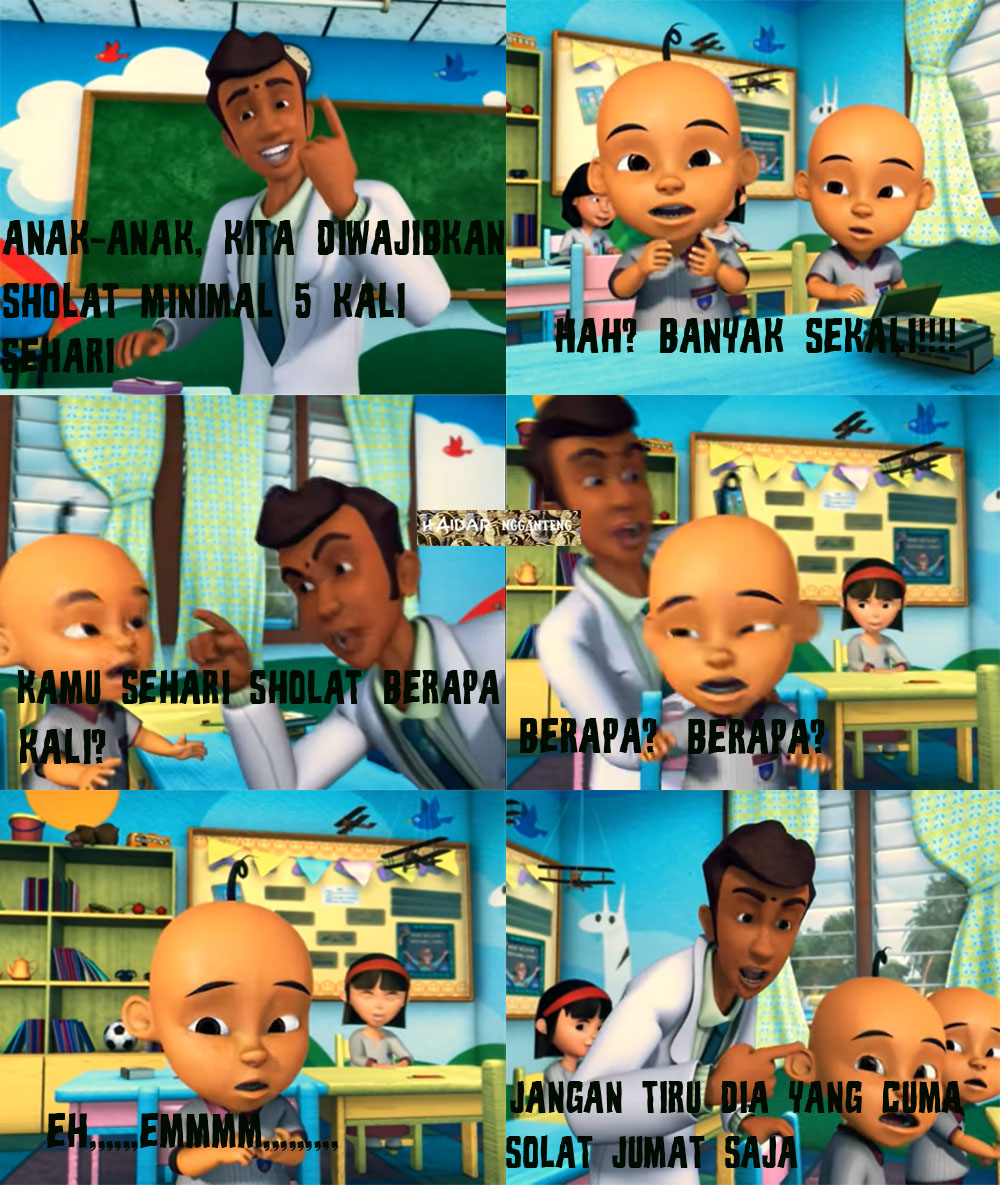 ANAK-ANAK, KITA DIWAJIBKAN
SHOLAT MINIMAL 5 KALI
SEHARI
HAH? BANYAK SEKALI!!!!
HAIDAR NGGANTENG
KAMU SEHARI SHOLAT BERAPA
KALI?
BERAPA? BERAPA?
EH,,,,,,EMMMM,,,,,,,,,
JANGAN TIRU DIA YANG CUMA
SOLAT JUMAT SAJA